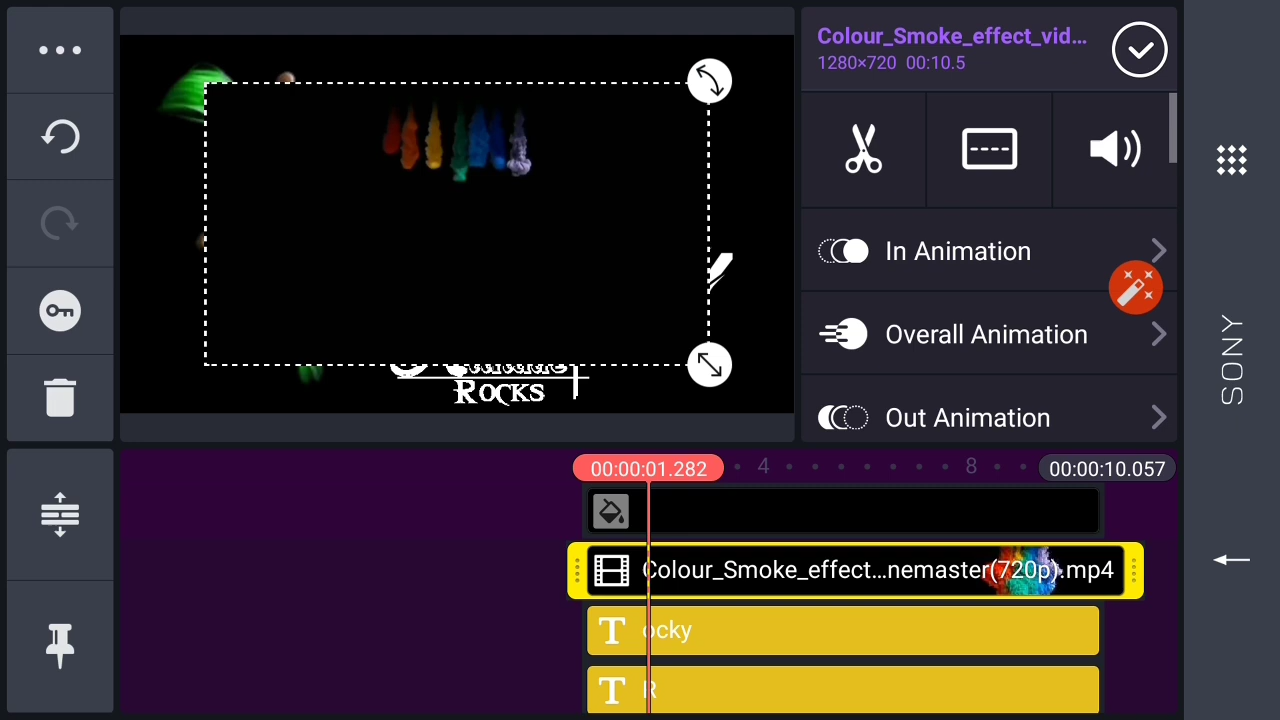 Colour_Smoke_effect_vid...
1280×720 00:10.5
In Animation
Overall Animation
Out Animation
ROCKS
SONY
00:00:01.282
4
8
00:00:10.057
Colour_Smoke_effect...nemaster(720p).mp4
T ocky
T R